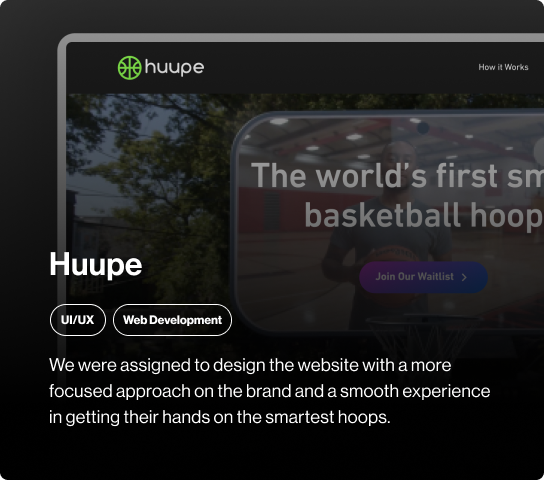 huupe
How it Works
The world's first sm
basketball hoop
Join Our Waitlist
Huupe
UI/UX
Web Development
We were assigned to design the website with a more
focused approach on the brand and a smooth experience
in getting their hands on the smartest hoops.